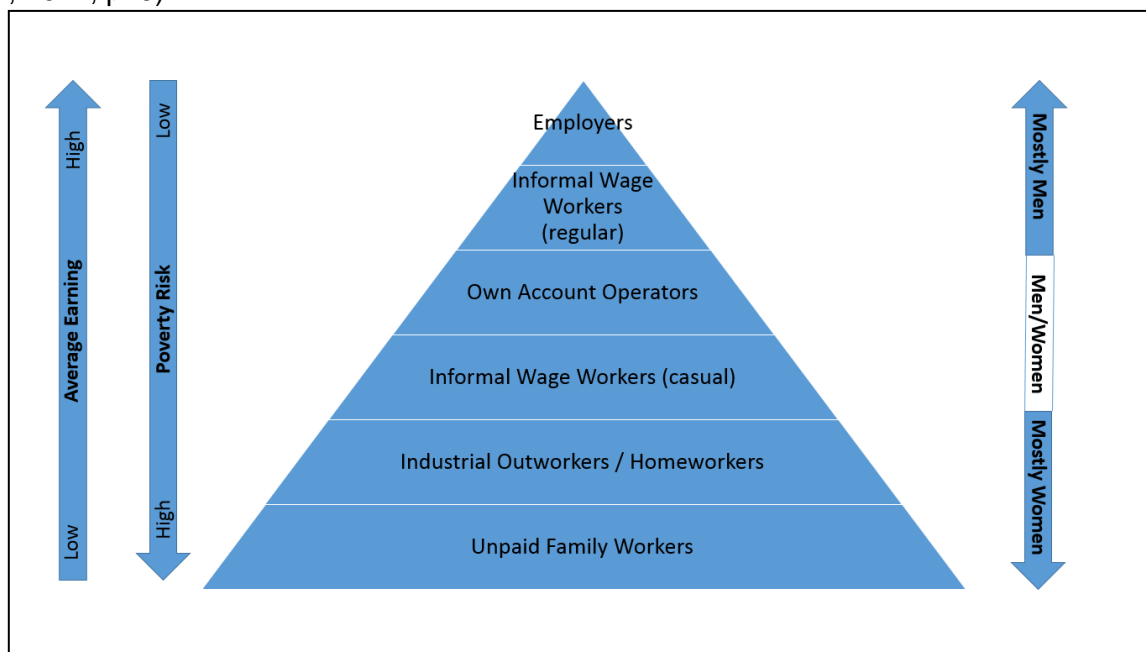 High
Average Earning
Low
Low
Poverty Risk
High
Employers
Informal Wage
Workers
(regular)
Own Account Operators
Informal Wage Workers (casual)
Industrial Outworkers / Homeworkers
Unpaid Family Workers
Mostly Men
Men/Women
Mostly Women